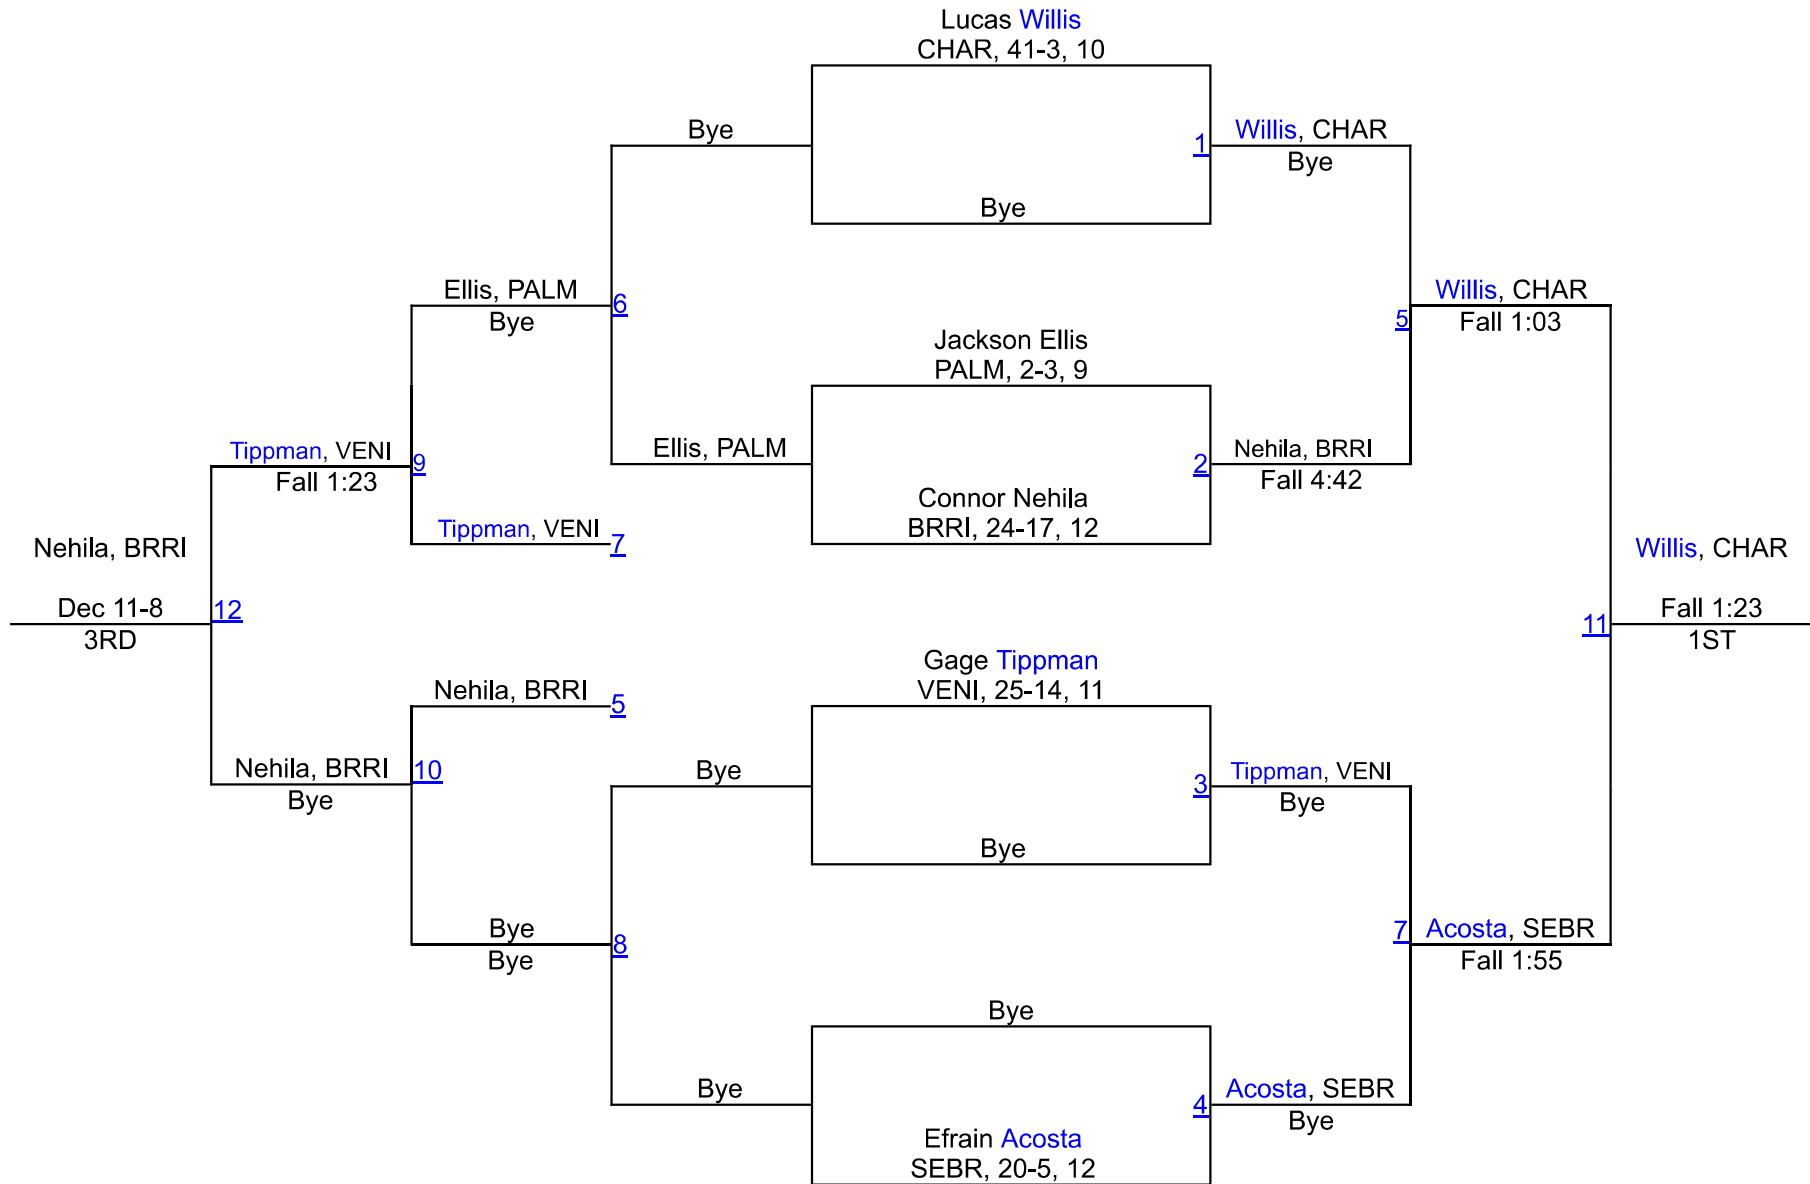 Lucas Willis
CHAR, 41-3, 10
Bye
1
Willis, CHAR
Bye
Bye
Ellis, PALM
Bye
6
Willis, CHAR
Fall 1:03
5
Jackson Ellis
PALM, 2-3, 9
Tippman, VENI
Fall 1:23
9
Ellis, PALM
2
Nehila, BRRI
Fall 4:42
Connor Nehila
BRRI, 24-17, 12
Tippman, VENI
7
Nehila, BRRI
Dec 11-8
3RD
12
Willis, CHAR
Fall 1:23
1ST
11
Gage Tippman
VENI, 25-14, 11
Nehila, BRRI
5
Nehila, BRRI
Bye
10
Bye
3
Tippman, VENI
Bye
Bye
Bye
Bye
8
7
Acosta, SEBR
Fall 1:55
Bye
Bye
4
Acosta, SEBR
Bye
Efrain Acosta
SEBR, 20-5, 12